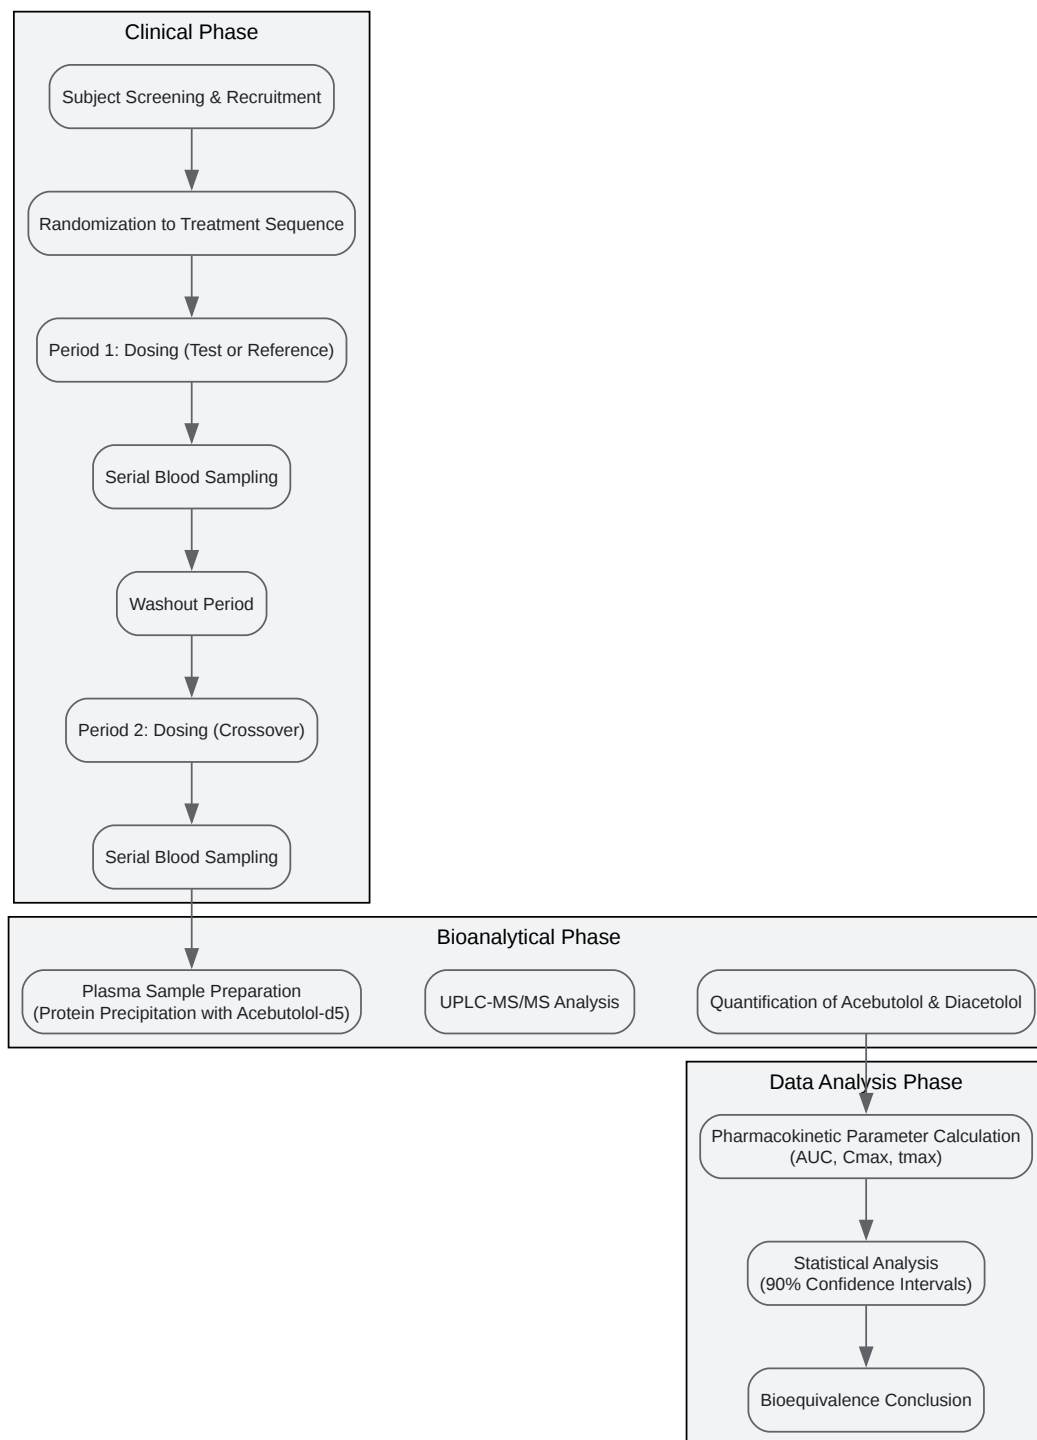 Clinical Phase
Subject Screening & Recruitment
Randomization to Treatment Sequence
Period 1: Dosing (Test or Reference)
Serial Blood Sampling
Washout Period
Period 2: Dosing (Crossover)
Serial Blood Sampling
Bioanalytical Phase
Plasma Sample Preparation
(Protein Precipitation with Acebutolol-d5)
UPLC-MS/MS Analysis
Quantification of Acebutolol & Diacetolol
Data Analysis Phase
Pharmacokinetic Parameter Calculation
(AUC, Cmax, tmax)
Statistical Analysis
(90% Confidence Intervals)
Bioequivalence Conclusion